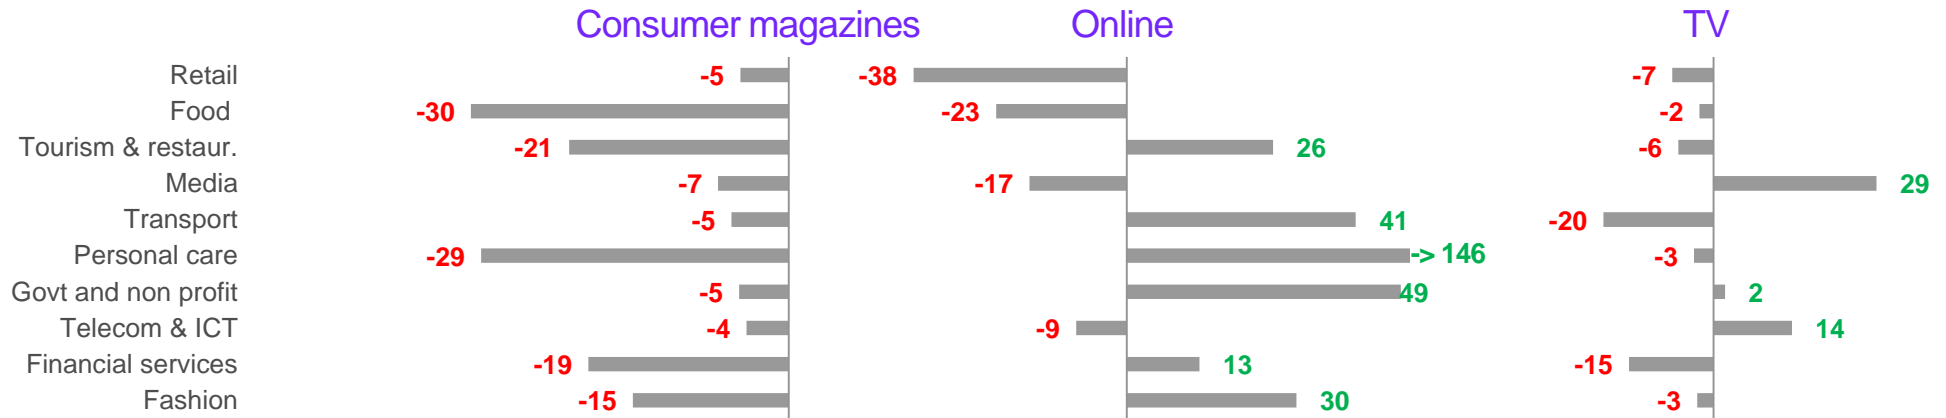 Consumer magazines Online TV
Retail -5 -38 -7
Food -30 -23 -2
Tourism & restaur. -21 26 -6
Media -7 -17 29
Transport -5 41 -20
Personal care -29 -> 146 -3
Govt and non profit -5 49 2
Telecom & ICT -4 -9 14
Financial services -19 13 -15
Fashion -15 30 -3